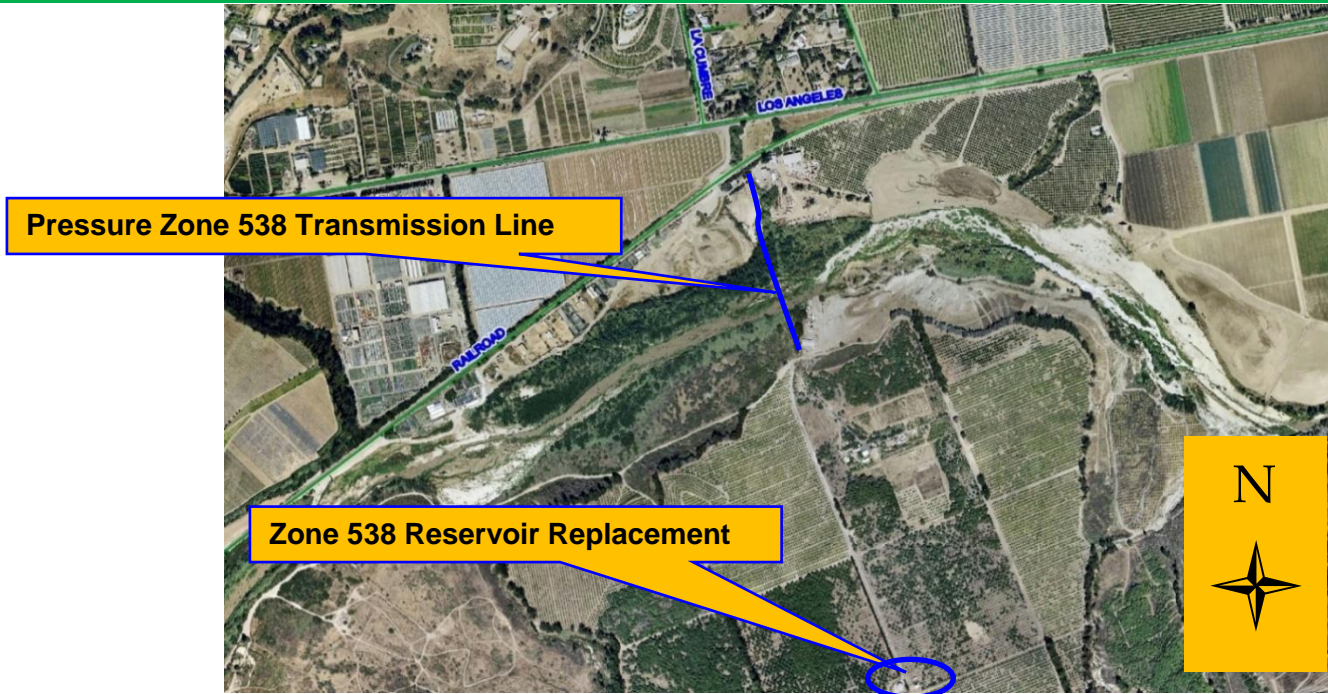 LA CUMBRE
LOS ANGELES
Pressure Zone 538 Transmission Line
RAILROAD
Zone 538 Reservoir Replacement
N